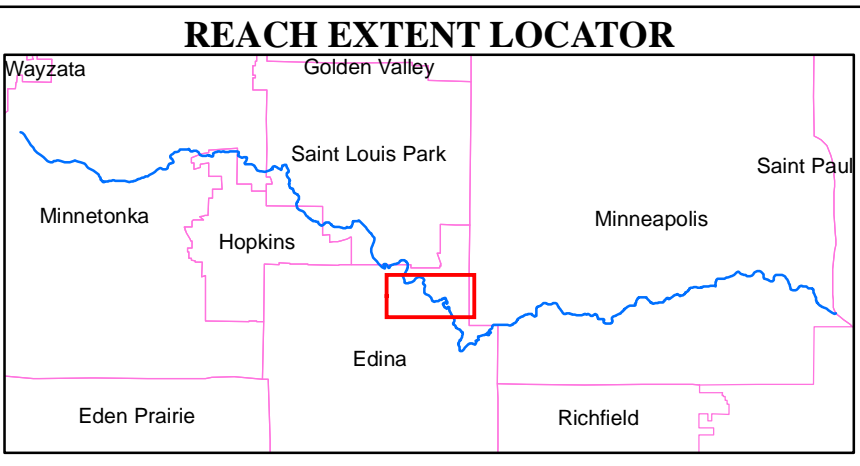 REACH EXTENT LOCATOR
Wayzata
Golden Valley
Saint Louis Park
Saint Paul
Minnetonka
Minneapolis
Hopkins
Edina
Eden Prairie
Richfield